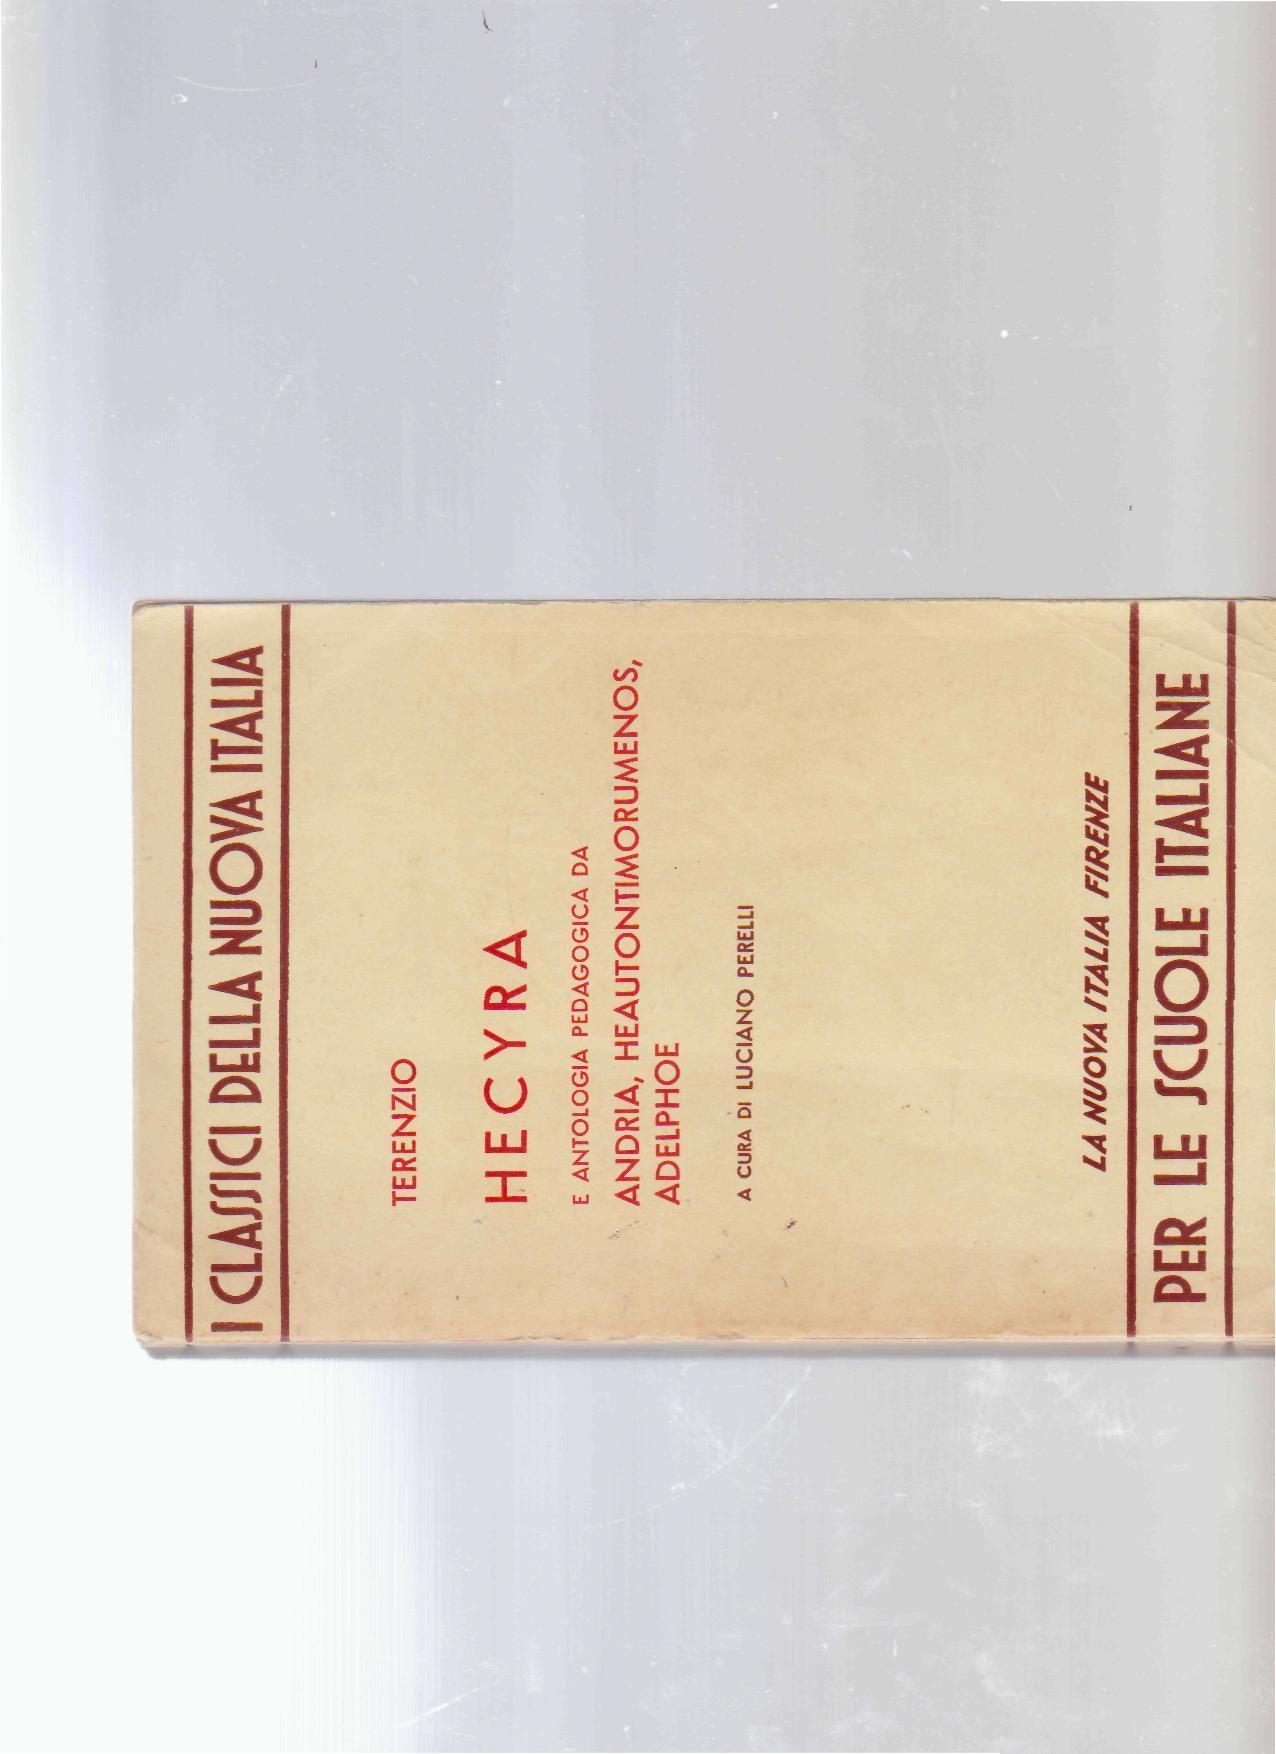 I CLASSICI DELLA NUOVA ITALIA
TERENZIO
HECYRA
E ANTOLOGIA PEDAGOGICA DA
ANDRIA, HEAUTONTIMORUMENOS,
ADELPHOE
A CURA DI LUCIANO PERELLI
LA NUOVA ITALIA FIRENZE
PER LE SCUOLE ITALIANE